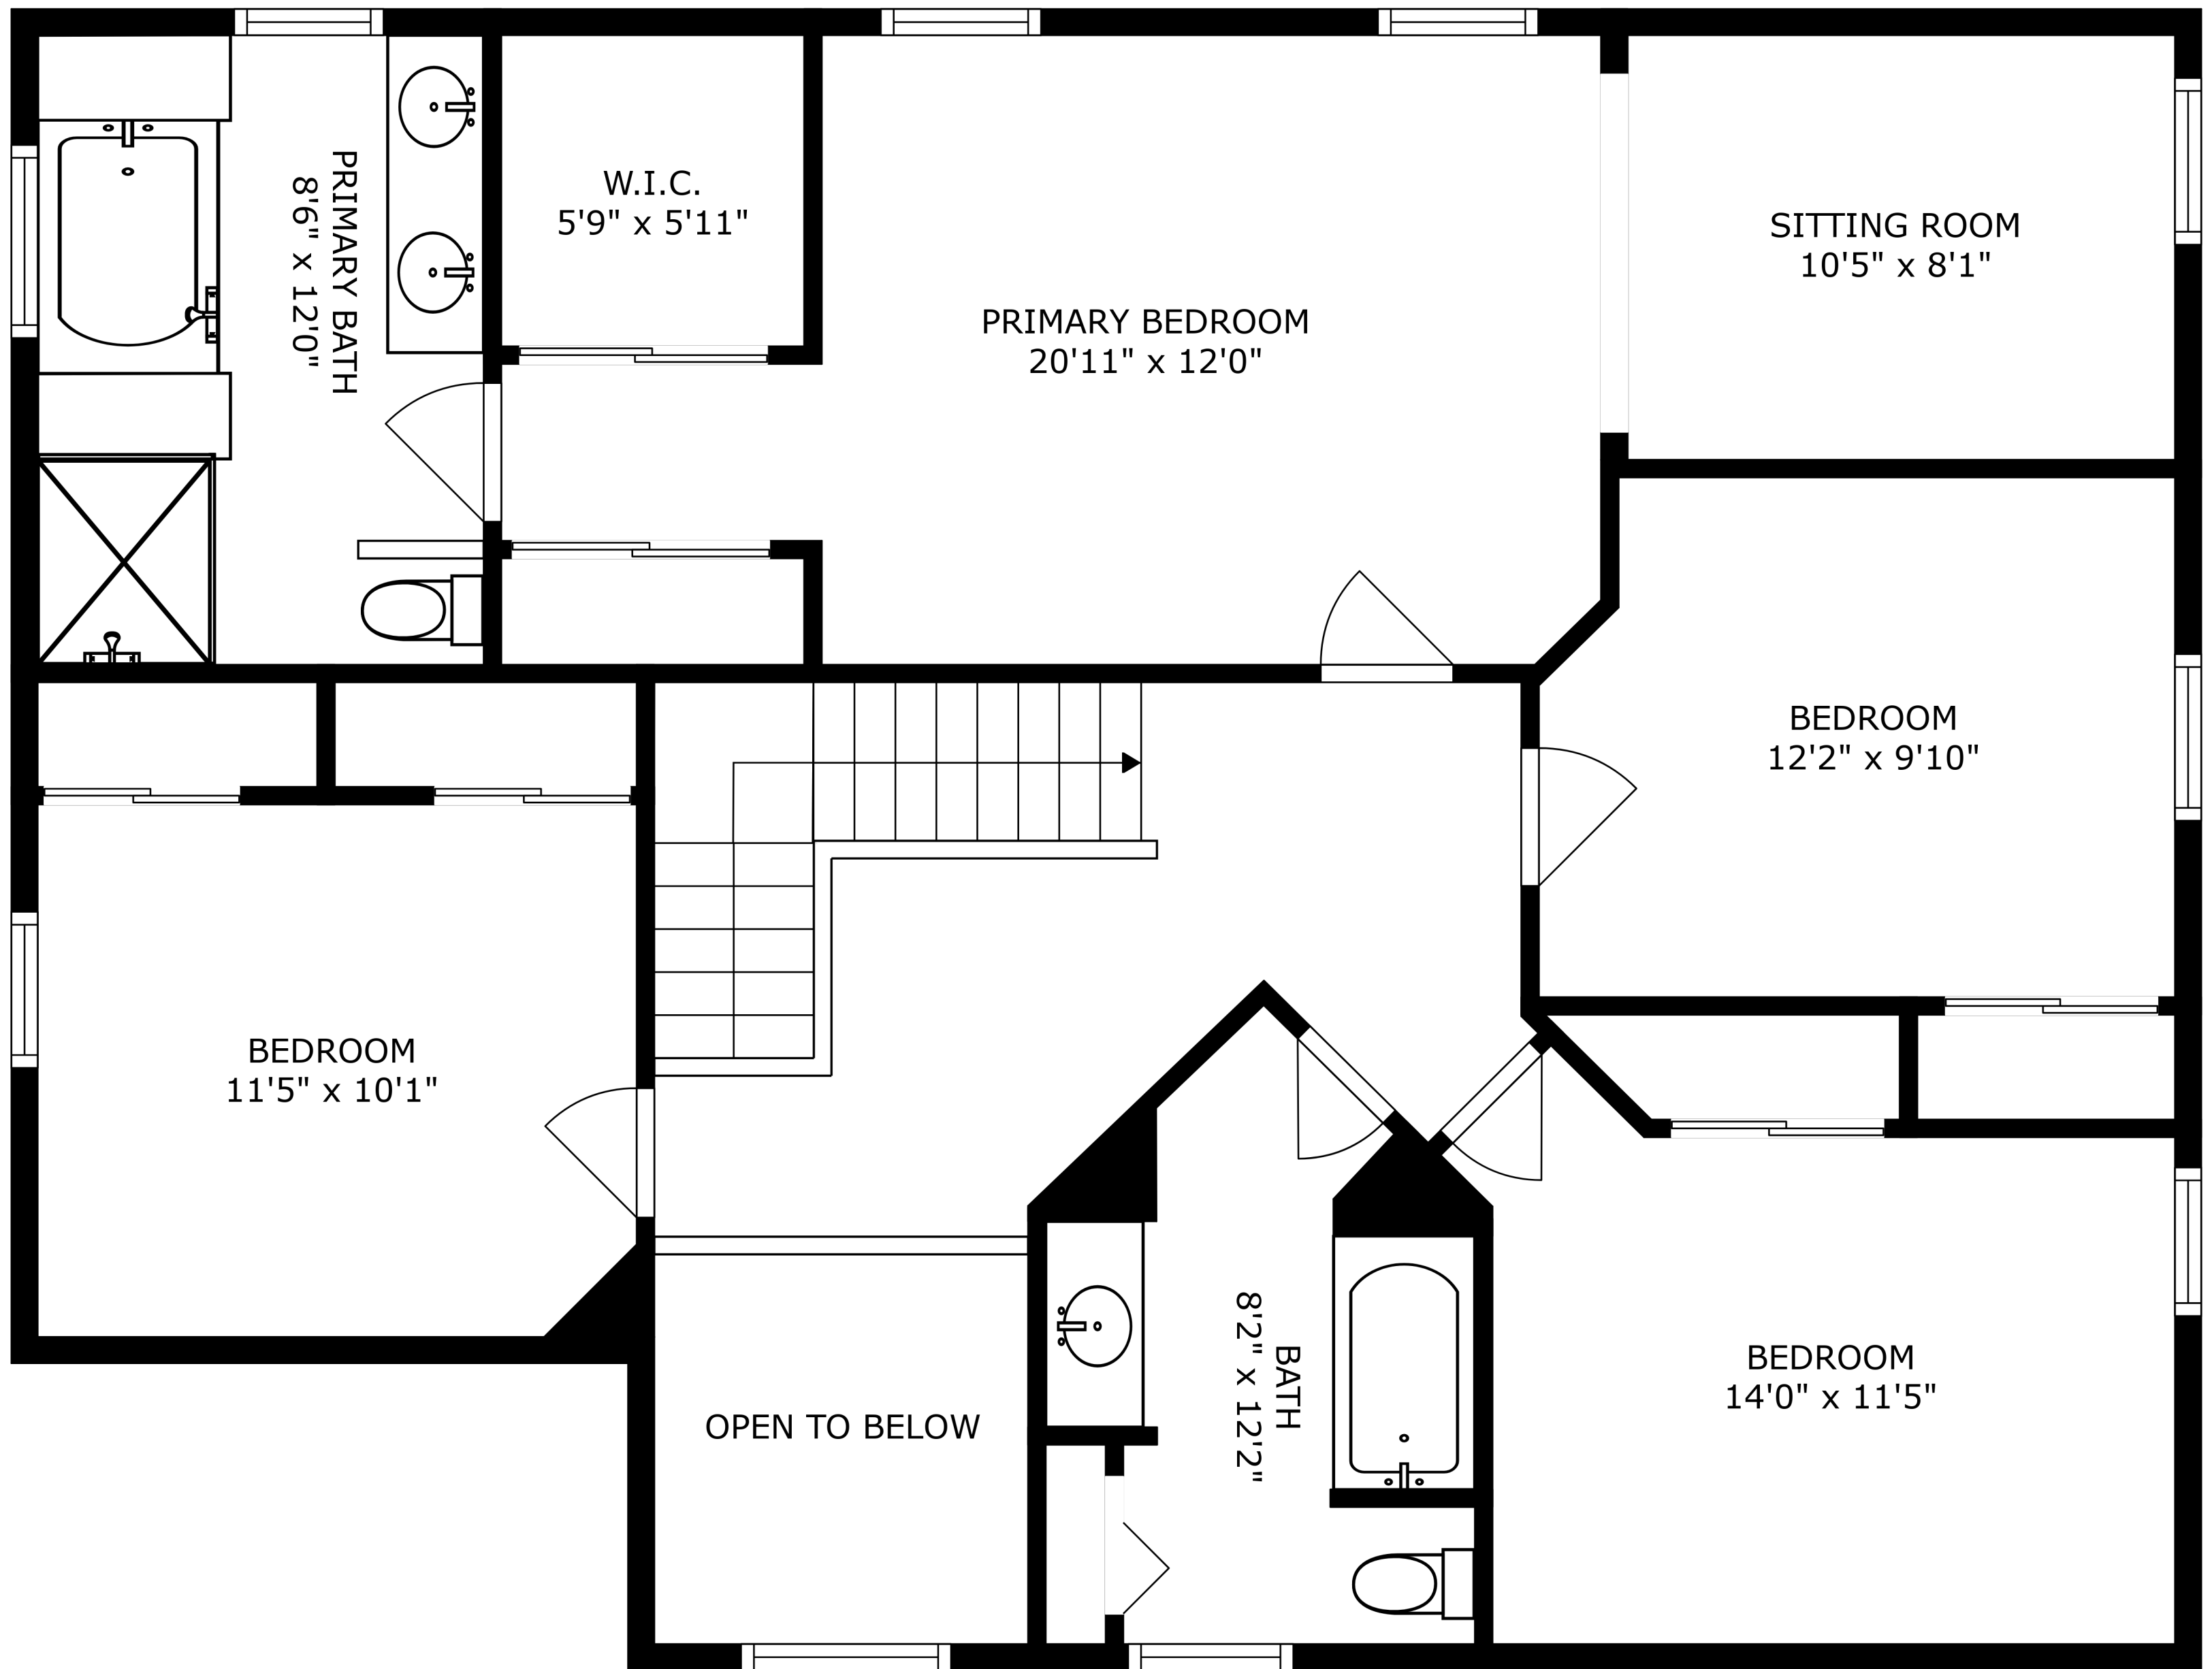 PRIMARY BATH
8'6" x 12'0"
W.I.C.
5'9" x 5'11"
PRIMARY BEDROOM
20'11" x 12'0"
SITTING ROOM
10'5" x 8'1"
BEDROOM
12'2" x 9'10"
BEDROOM
11'5" x 10'1"
OPEN TO BELOW
BATH
8'2" x 12'2"
BEDROOM
14'0" x 11'5"